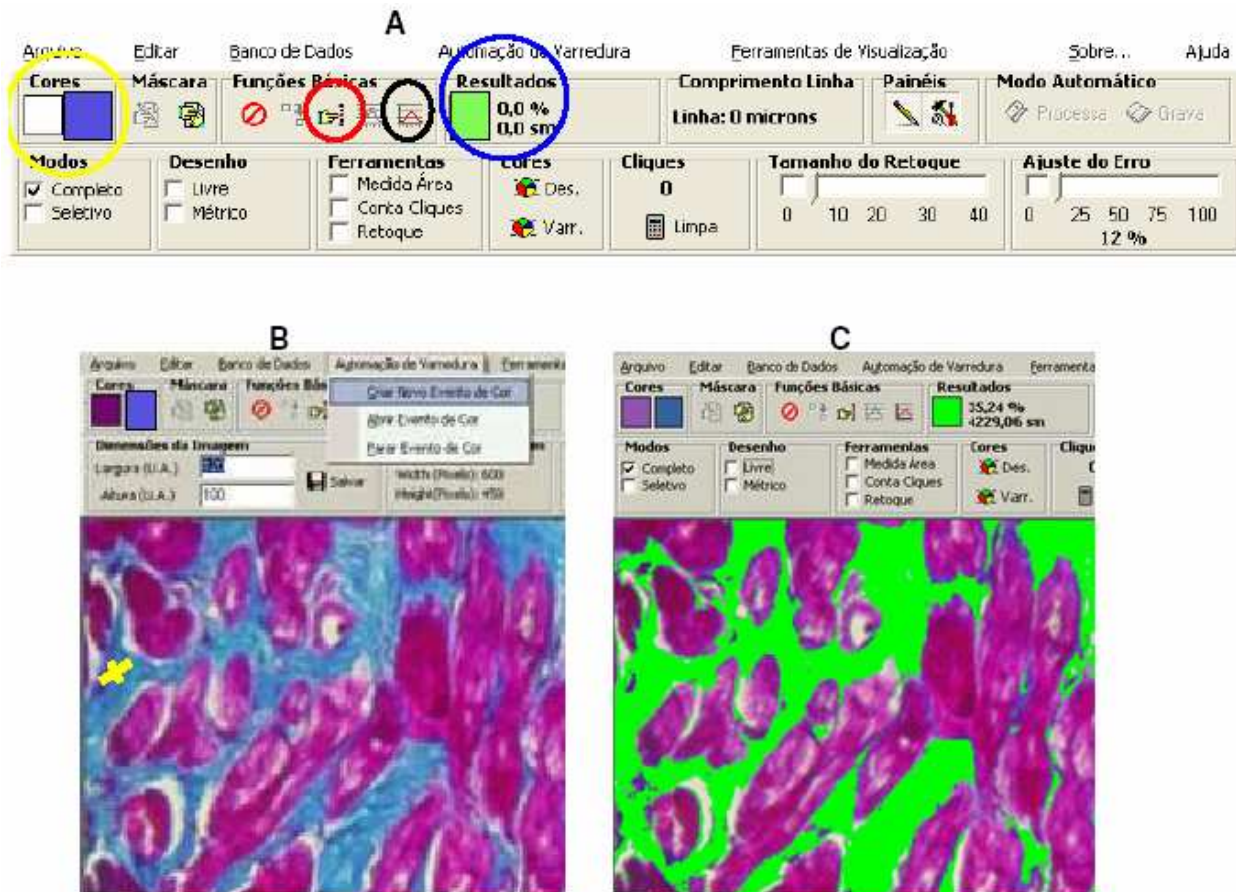 A
Arquivo Editar Banco de Dados Automação de Varredura Ferramentas de Visualização Sobre... Ajuda
Cores Máscara Funções Básicas Resultados Comprimento Linha Painéis Modo Automático
0,0 %
0,0 sm
Linha: 0 microns
Processa Grava
Modos Desenho Ferramentas Cores Cliques Tamanho do Retoque Ajuste do Erro
Completo Livre Medida Área Des. 0
Seletivo Métrico Conta Cliques
Retoque Varr. Limpa
0 10 20 30 40 0 25 50 75 100
12 %
B
Arquivo Editar Banco de Dados Automação de Varredura Ferramenta
Cores Máscara Funções Bás
Criar Novo Evento de Cor
Abrir Evento de Cor
Parar Evento de Cor
Dimensões da Imagem
Largura (U.A.)
Altura (U.A.) 100 Salvar
Width (Pixels): 600
Height(Pixels): 450
C
Arquivo Editar Banco de Dados Automação de Varredura Ferramenta
Cores Máscara Funções Básicas Resultados
35,24 %
4229,06 sm
Modos Desenho Ferramentas Cores Cliqu
Completo Livre Medida Área Des.
Seletivo Métrico Conta Cliques
Retoque Varr.